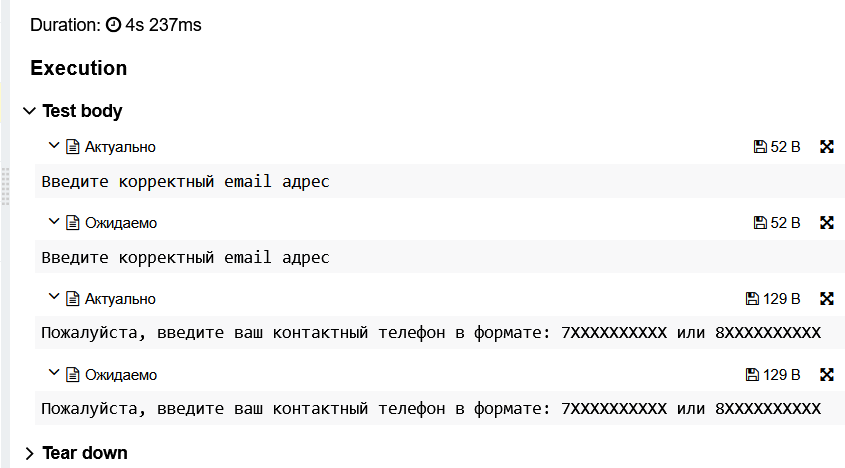 Duration: 4s 237ms
Execution
Test body
Актуально 52 B
Введите корректный email адрес
Ожидаемо 52 B
Введите корректный email адрес
Актуально 129 B
Пожалуйста, введите ваш контактный телефон в формате: 7XXXXXXXXXX или 8XXXXXXXXXX
Ожидаемо 129 B
Пожалуйста, введите ваш контактный телефон в формате: 7XXXXXXXXXX или 8XXXXXXXXXX
Tear down